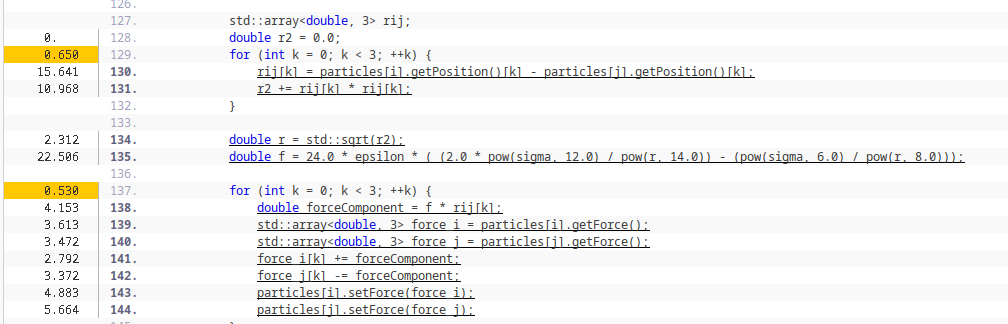 126.
127. std::array<double, 3> rij;
0. 128. double r2 = 0.0;
0.650 129. for (int k = 0; k < 3; ++k) {
15.641 130. rij[k] = particles[i].getPosition()[k] - particles[j].getPosition()[k];
10.968 131. r2 += rij[k] * rij[k];
132. }
133.
2.312 134. double r = std::sqrt(r2);
22.506 135. double f = 24.0 * epsilon * ( (2.0 * pow(sigma, 12.0) / pow(r, 14.0)) - (pow(sigma, 6.0) / pow(r, 8.0)));
136.
0.530 137. for (int k = 0; k < 3; ++k) {
4.153 138. double forceComponent = f * rij[k];
3.613 139. std::array<double, 3> force_i = particles[i].getForce();
3.472 140. std::array<double, 3> force_j = particles[j].getForce();
2.792 141. force_i[k] += forceComponent;
3.372 142. force_j[k] -= forceComponent;
4.883 143. particles[i].setForce(force_i);
5.664 144. particles[j].setForce(force_j);